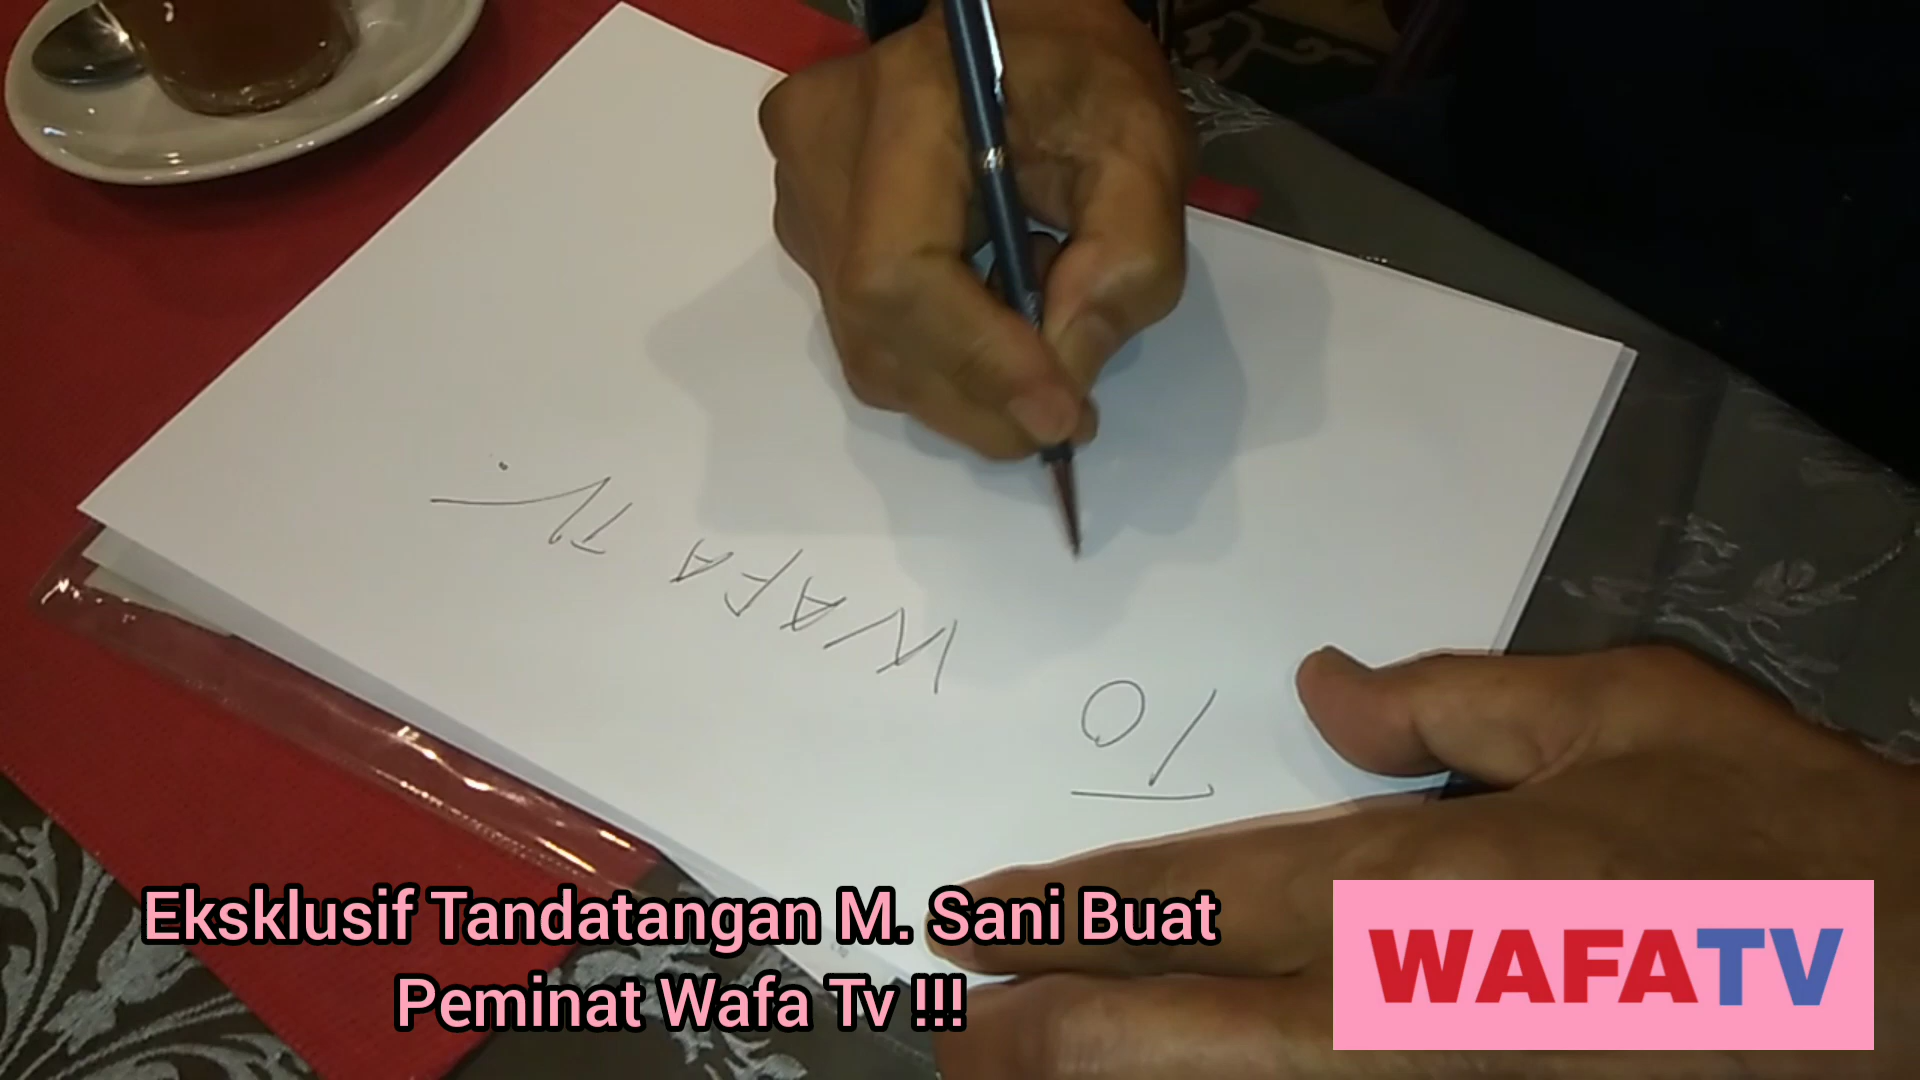 TO
WAFA TV.
Eksklusif Tandatangan M. Sani Buat
Peminat Wafa Tv !!!
WAFATV